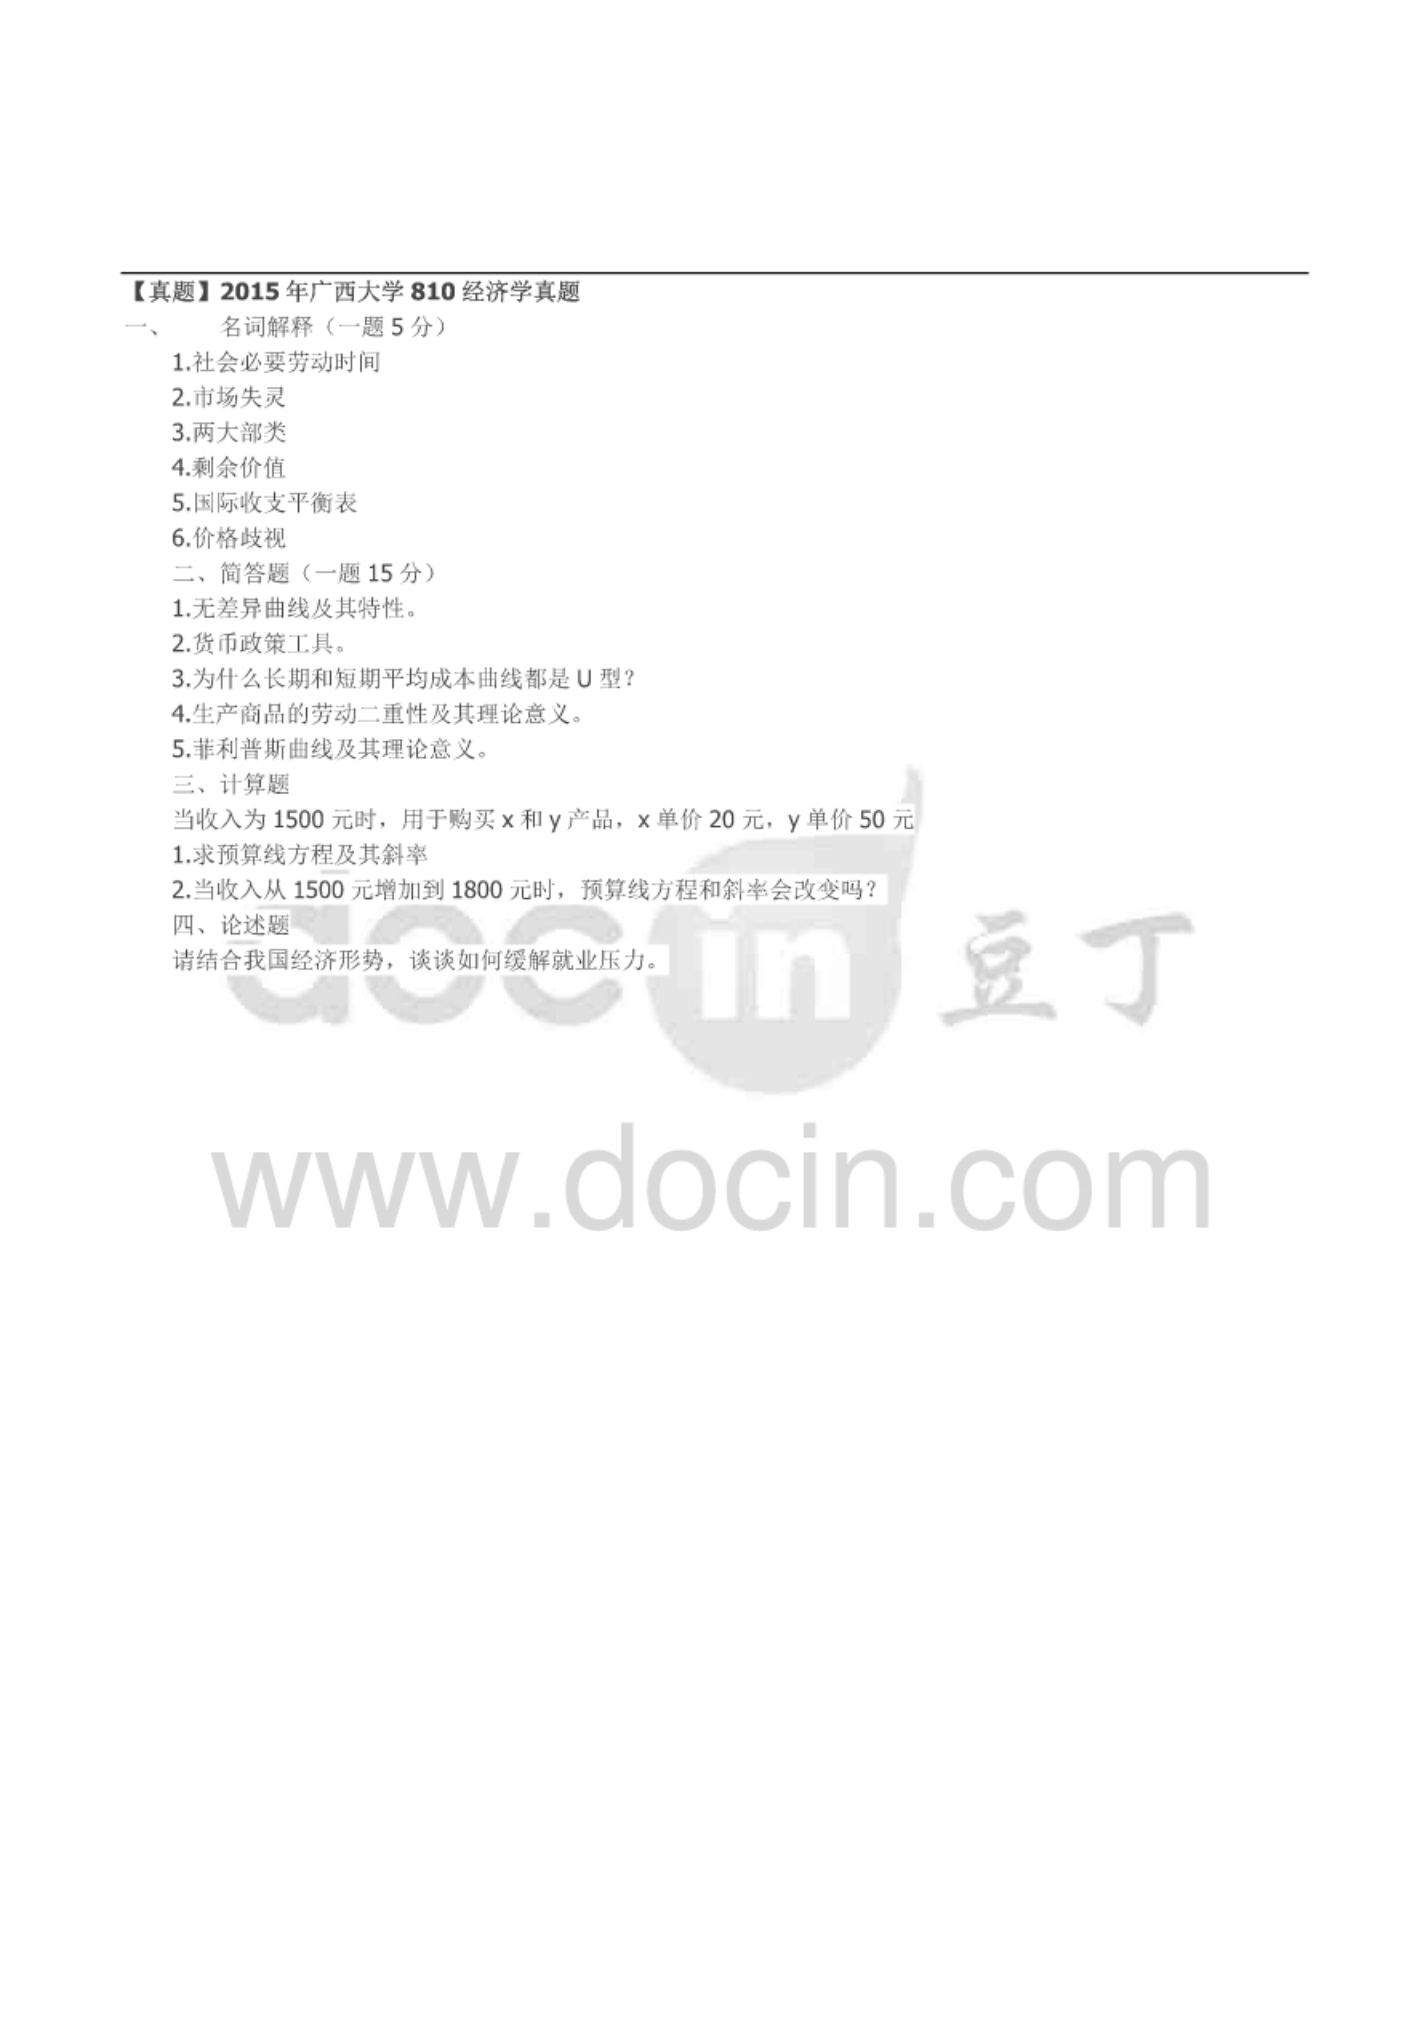 【真题】2015 年广西大学 810 经济学真题
一、 名词解释（一题 5 分）
1.社会必要劳动时间
2.市场失灵
3.两大部类
4.剩余价值
5.国际收支平衡表
6.价格歧视
二、简答题（一题 15 分）
1.无差异曲线及其特性。
2.货币政策工具。
3.为什么长期和短期平均成本曲线都是 U 型？
4.生产商品的劳动二重性及其理论意义。
5.菲利普斯曲线及其理论意义。
三、计算题
当收入为 1500 元时，用于购买 x 和 y 产品，x 单价 20 元，y 单价 50 元
1.求预算线方程及其斜率
2.当收入从 1500 元增加到 1800 元时，预算线方程和斜率会改变吗？
四、论述题
请结合我国经济形势，谈谈如何缓解就业压力。
docin 豆丁
www.docin.com